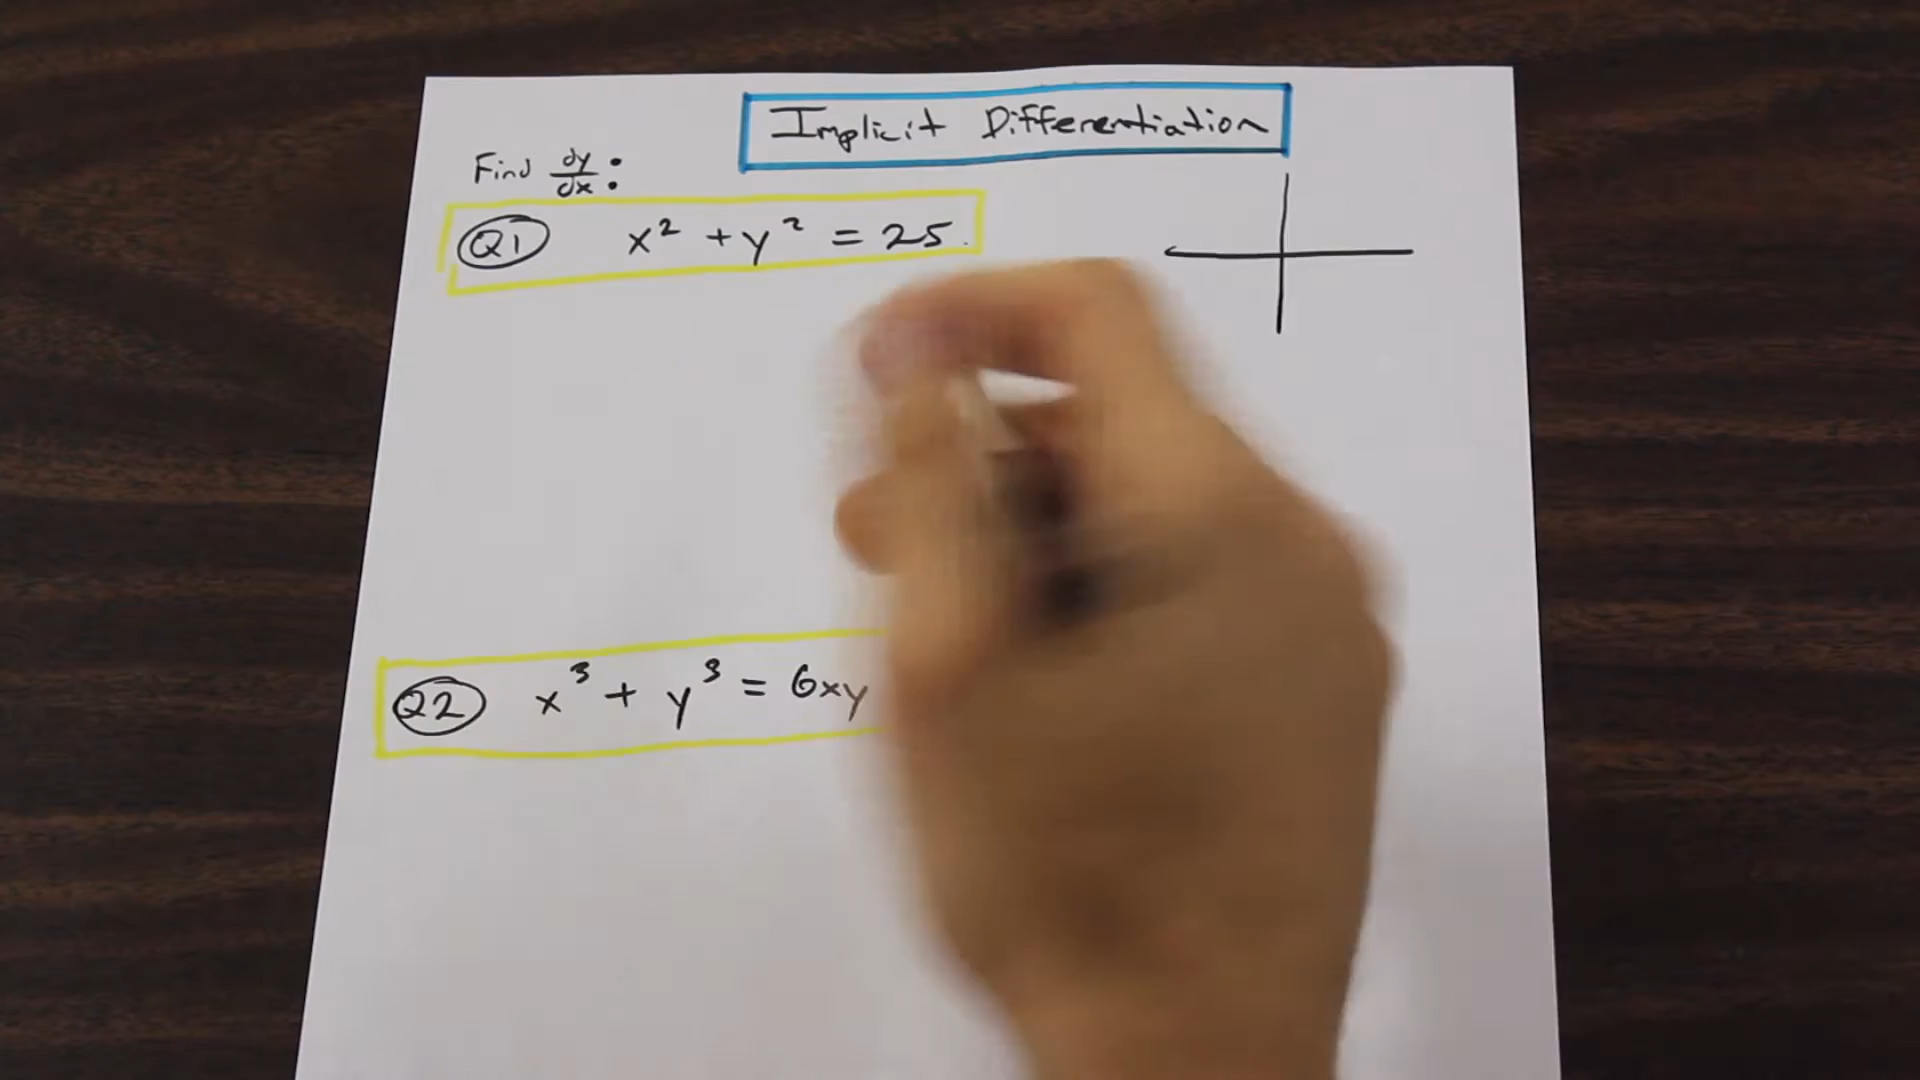 Implicit Differentiation
Find dy/dx:
Q1 x² + y² = 25
Q2 x³ + y³ = 6xy